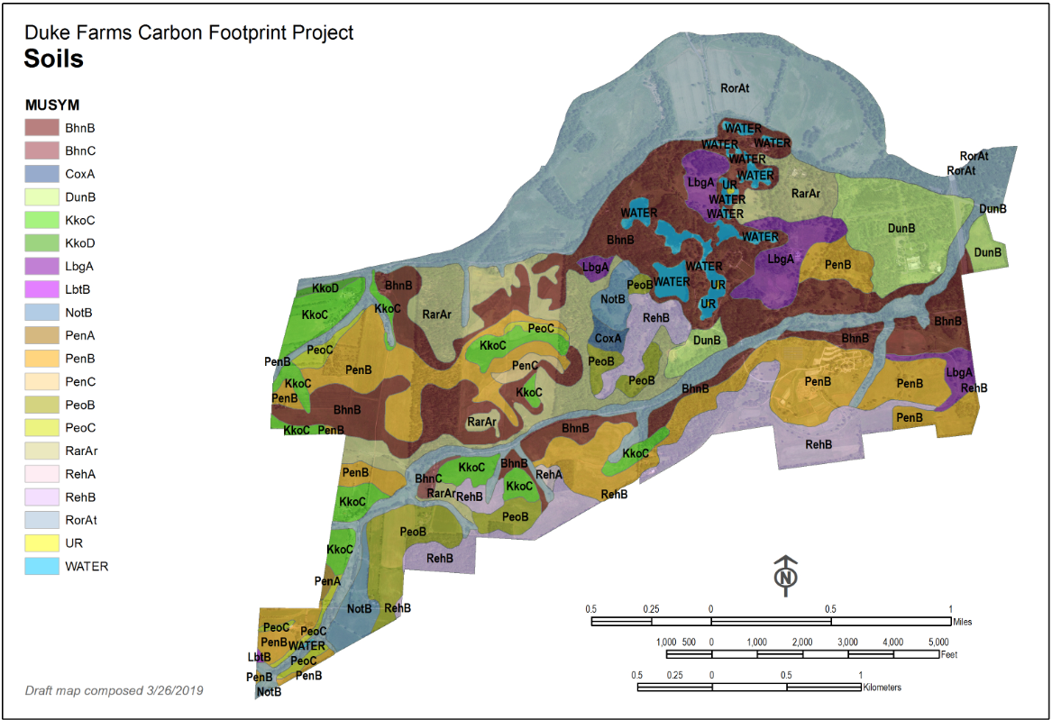 Duke Farms Carbon Footprint Project
Soils
MUSYM
BhnB
BhnC
CoxA
DunB
KkoC
KkoD
LbgA
LbtB
NotB
PenA
PenB
PenC
PeoB
PeoC
RarAr
RehA
RehB
RorAt
UR
WATER
RorAt
WATER
WATER WATER
WATER
WATER
LbgA UR
WATER
WATER
RarAr
RorAt
RorAt
DunB
DunB
DunB
WATER
BhnB
WATER
LbgA
PenB
LbgA
WATER
WATER
UR
UR
PeoB
NotB
RehB
CoxA
DunB
BhnB
BhnB
KkoD
KkoC
BhnB
KkoC
RarAr
PeoC
KkoC
PeoC
PenB
PenB
KkoC
PenB
PenC
KkoC
PeoB
PeoB
BhnB
PenB
PenB
LbgA
RehB
PenB
BhnB
KkoC PenB
RarAr
BhnB
RehB
KkoC
PenB
KkoC
BhnC
KkoC
BhnB
RehA
RarAr
RehB
KkoC
RehB
PeoB
PeoB
RehB
KkoC
PenA
NotB
RehB
PeoC
PeoC
PenB
WATER
LbtB
PeoC
PenB
PenB
NotB
N
0.5 0.25 0 0.5 1
Miles
1,000 500 0 1,000 2,000 3,000 4,000 5,000
Feet
0.5 0.25 0 0.5 1
Kilometers
Draft map composed 3/26/2019